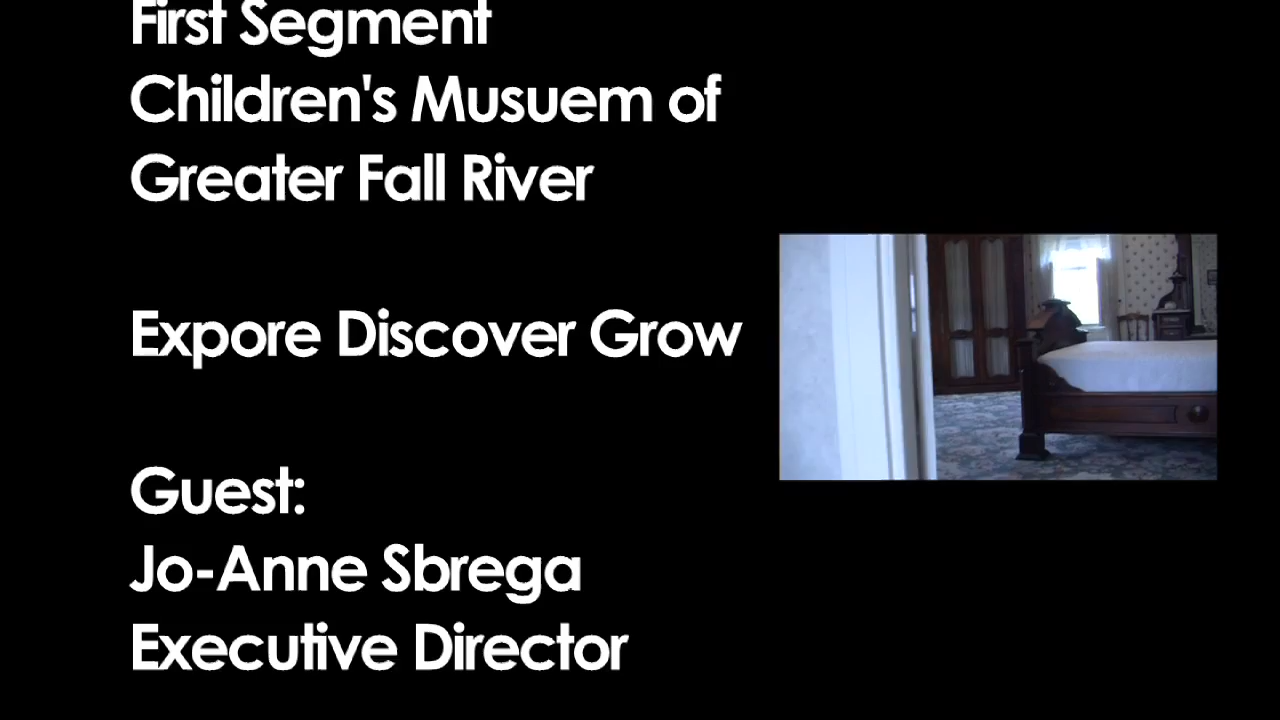 First Segment
Children's Musuem of
Greater Fall River
Expore Discover Grow
Guest:
Jo-Anne Sbrega
Executive Director